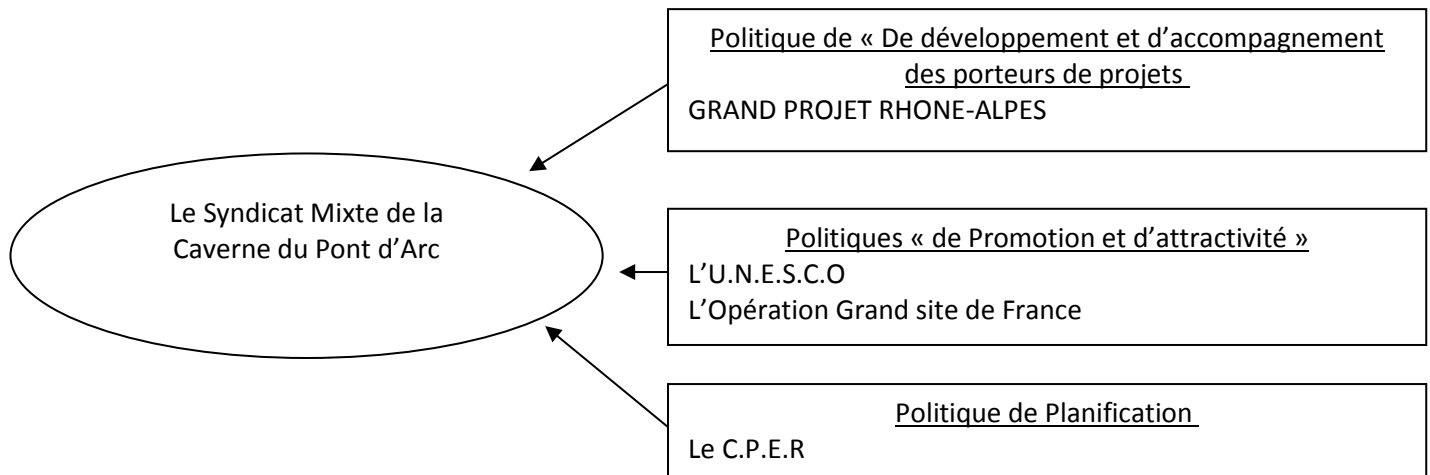 Politique de « De développement et d'accompagnement
des porteurs de projets
GRAND PROJET RHONE-ALPES
Le Syndicat Mixte de la
Caverne du Pont d'Arc
Politiques « de Promotion et d'attractivité »
L'U.N.E.S.C.O
L'Opération Grand site de France
Politique de Planification
Le C.P.E.R